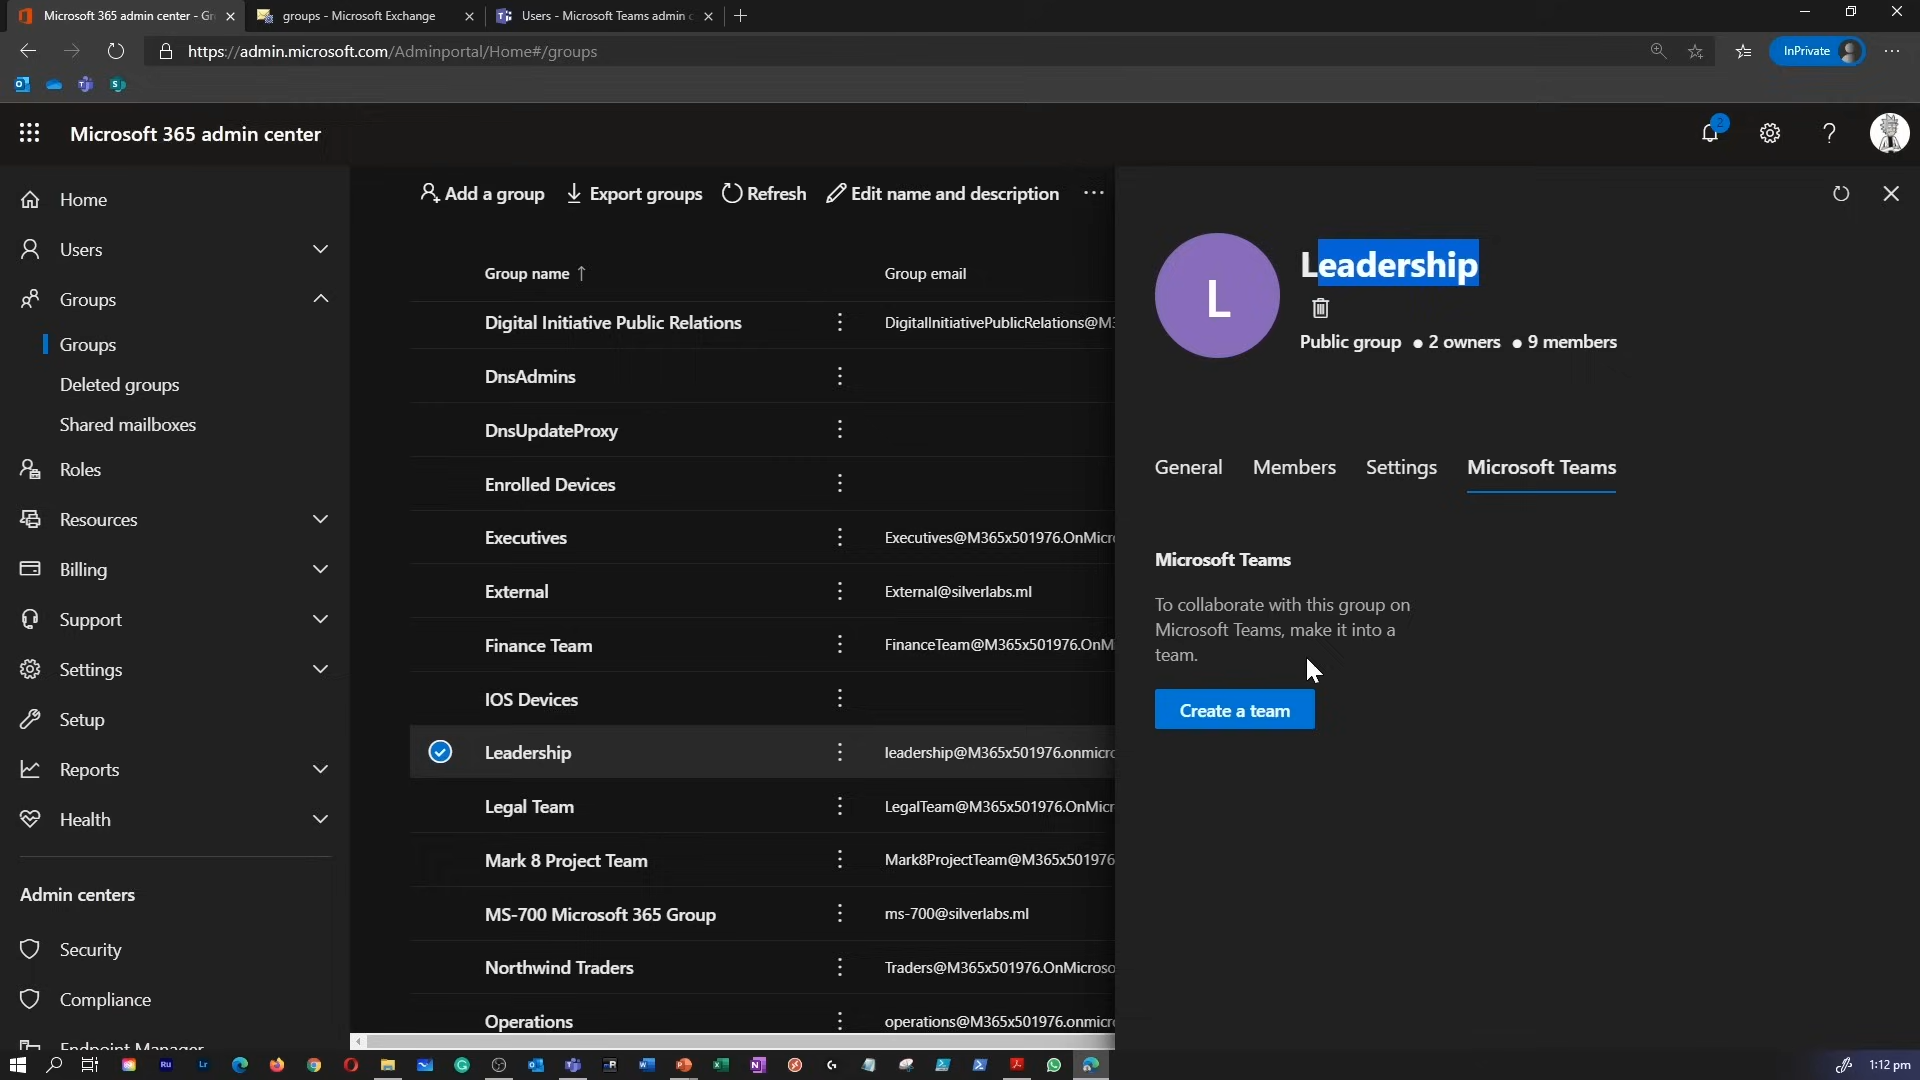 Microsoft 365 admin center - Gr
groups - Microsoft Exchange
Users - Microsoft Teams admin c
https://admin.microsoft.com/Adminportal/Home#/groups
InPrivate
Microsoft 365 admin center
2
Home
Users
Groups
Groups
Deleted groups
Shared mailboxes
Roles
Resources
Billing
Support
Settings
Setup
Reports
Health
Admin centers
Security
Compliance
Endpoint Manager
Add a group
Export groups
Refresh
Edit name and description
Group name ↑
Group email
Digital Initiative Public Relations
DigitalInitiativePublicRelations@M3
DnsAdmins
DnsUpdateProxy
Enrolled Devices
Executives
Executives@M365x501976.OnMicro
External
External@silverlabs.ml
Finance Team
FinanceTeam@M365x501976.OnM
IOS Devices
Leadership
leadership@M365x501976.onmicro
Legal Team
LegalTeam@M365x501976.OnMicr
Mark 8 Project Team
Mark8ProjectTeam@M365x501976
MS-700 Microsoft 365 Group
ms-700@silverlabs.ml
Northwind Traders
Traders@M365x501976.OnMicroso
Operations
operations@M365x501976.onmicro
L
Leadership
Public group • 2 owners • 9 members
General
Members
Settings
Microsoft Teams
Microsoft Teams
To collaborate with this group on
Microsoft Teams, make it into a
team.
Create a team
1:12 pm